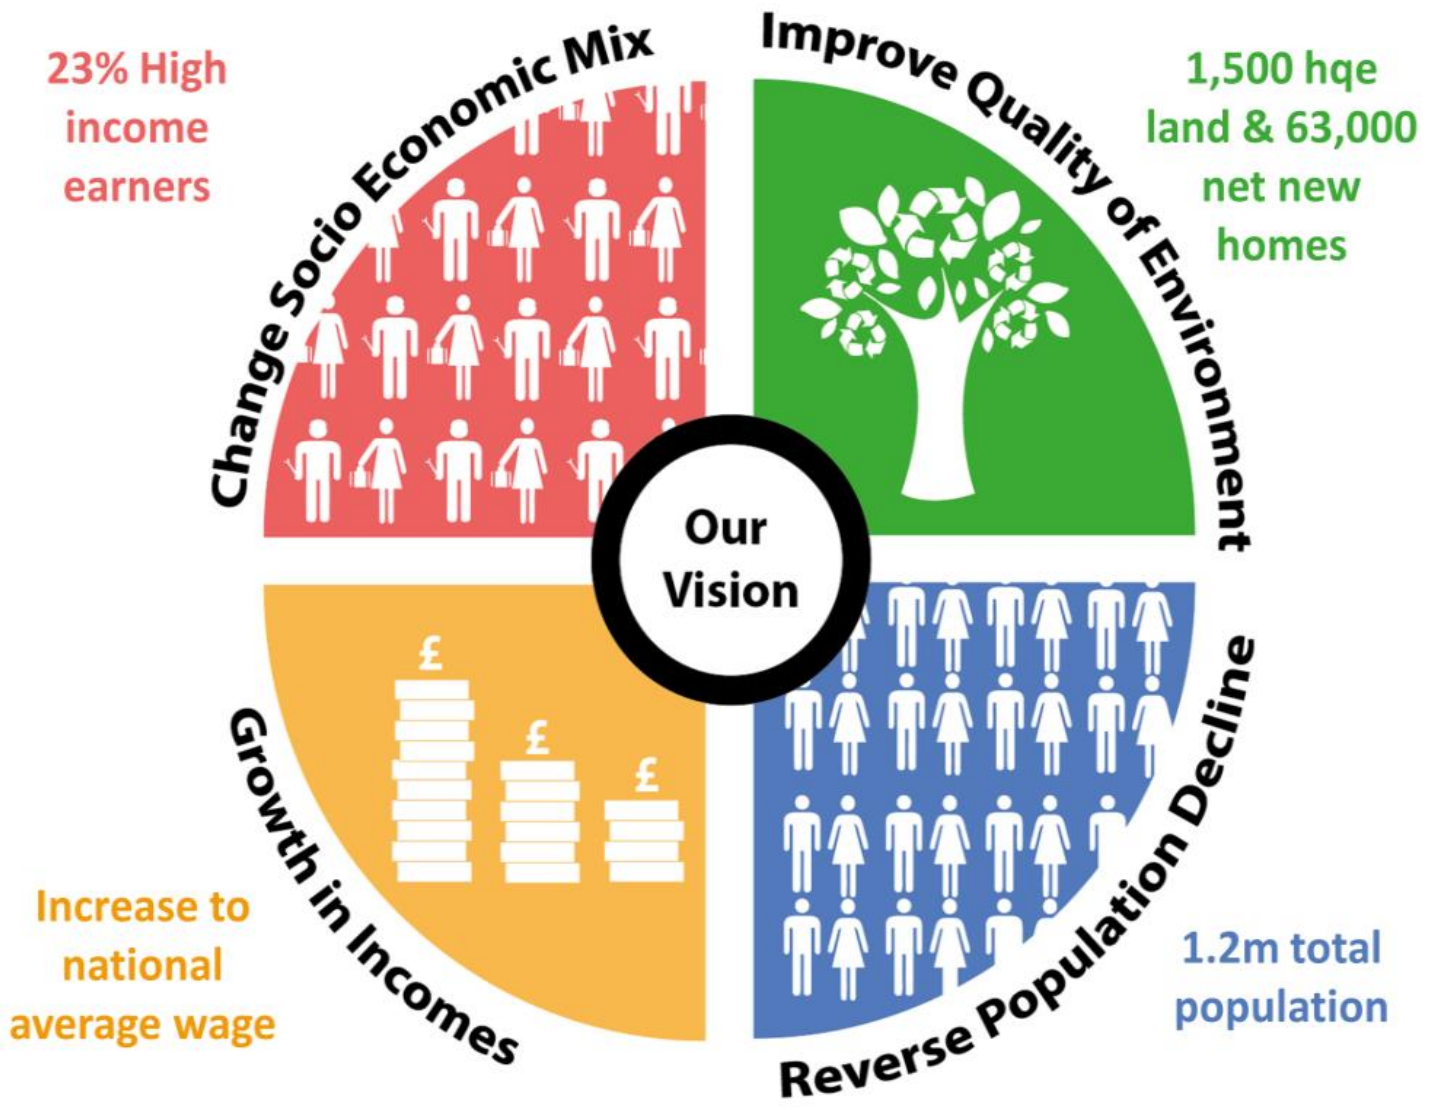 23% High
income
earners
Change Socio Economic Mix
Improve Quality of Environment
1,500 hqe
land & 63,000
net new
homes
Our
Vision
£
£
£
Growth in Incomes
Increase to
national
average wage
Reverse Population Decline
1.2m total
population